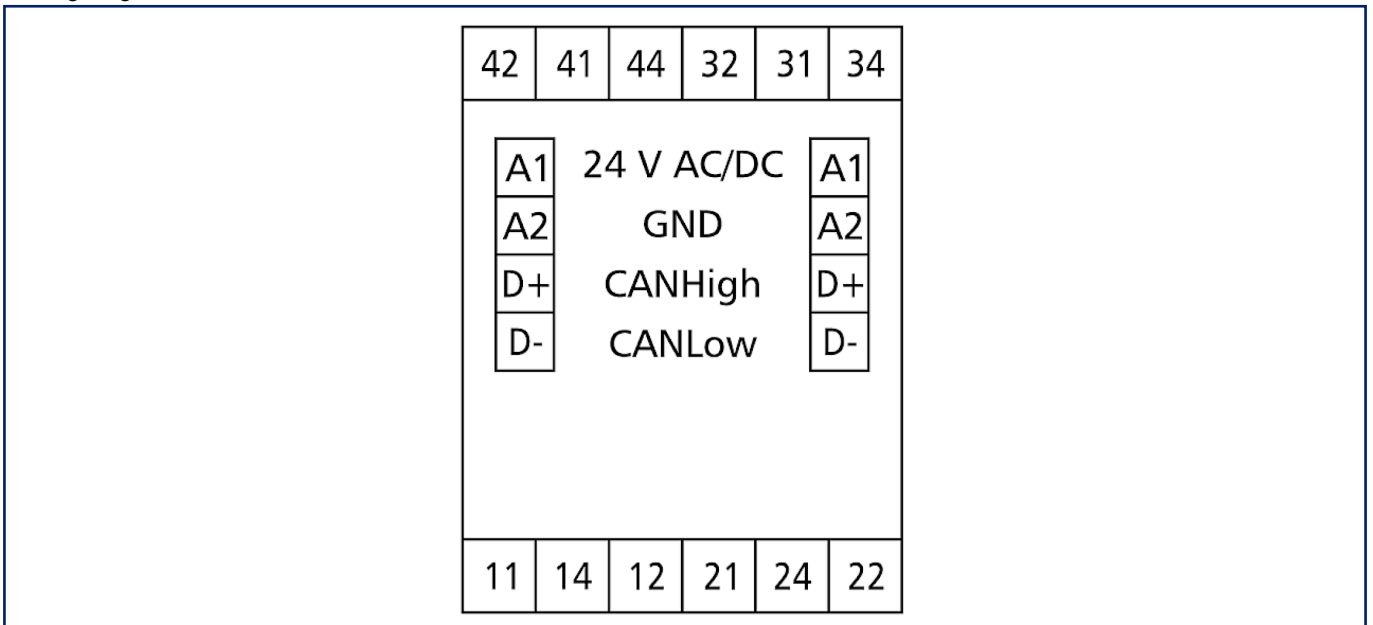 42 41 44 32 31 34
A1 24 V AC/DC A1
A2 GND A2
D+ CANHigh D+
D- CANLow D-
11 14 12 21 24 22